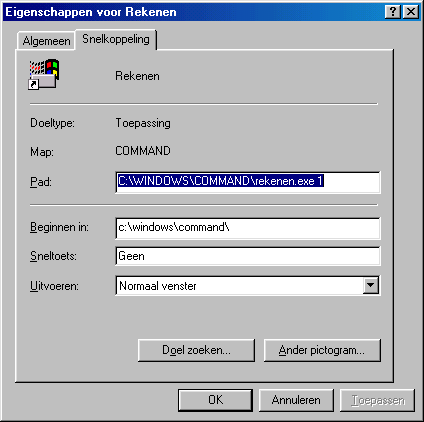 Eigenschappen voor Rekenen
Algemeen Snelkoppeling
Rekenen
Doeltype: Toepassing
Map: COMMAND
Pad: C:\WINDOWS\COMMAND\rekenen.exe 1
Beginnen in: c:\windows\command\
Sneltoets: Geen
Uitvoeren: Normaal venster
Doel zoeken... Ander pictogram...
OK Annuleren Toepassen